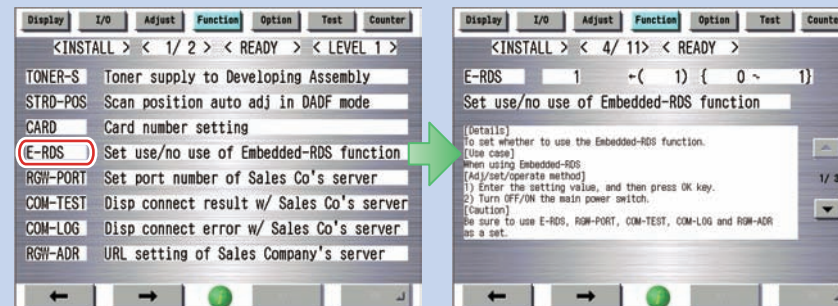 Display I/O Adjust Function Option Test Counter
<INSTALL > < 1/ 2 > < READY > < LEVEL 1 >
TONER-S Toner supply to Developing Assembly
STRD-POS Scan position auto adj in DADF mode
CARD Card number setting
E-RDS Set use/no use of Embedded-RDS function
RGW-PORT Set port number of Sales Co's server
COM-TEST Disp connect result w/ Sales Co's server
COM-LOG Disp connect error w/ Sales Co's server
RGW-ADR URL setting of Sales Company's server
Display I/O Adjust Function Option Test Counte
<INSTALL > < 4/ 11> < READY >
E-RDS 1 ←( 1) { 0 ~ 1}
Set use/no use of Embedded-RDS function
[Details]
To set whether to use the Embedded-RDS function.
[Use case]
When using Embedded-RDS
[Adj/set/operate method]
1) Enter the setting value, and then press OK key.
2) Turn OFF/ON the main power switch.
[Caution]
Be sure to use E-RDS, RGW-PORT, COM-TEST, COM-LOG and RGW-ADR
as a set.
1/